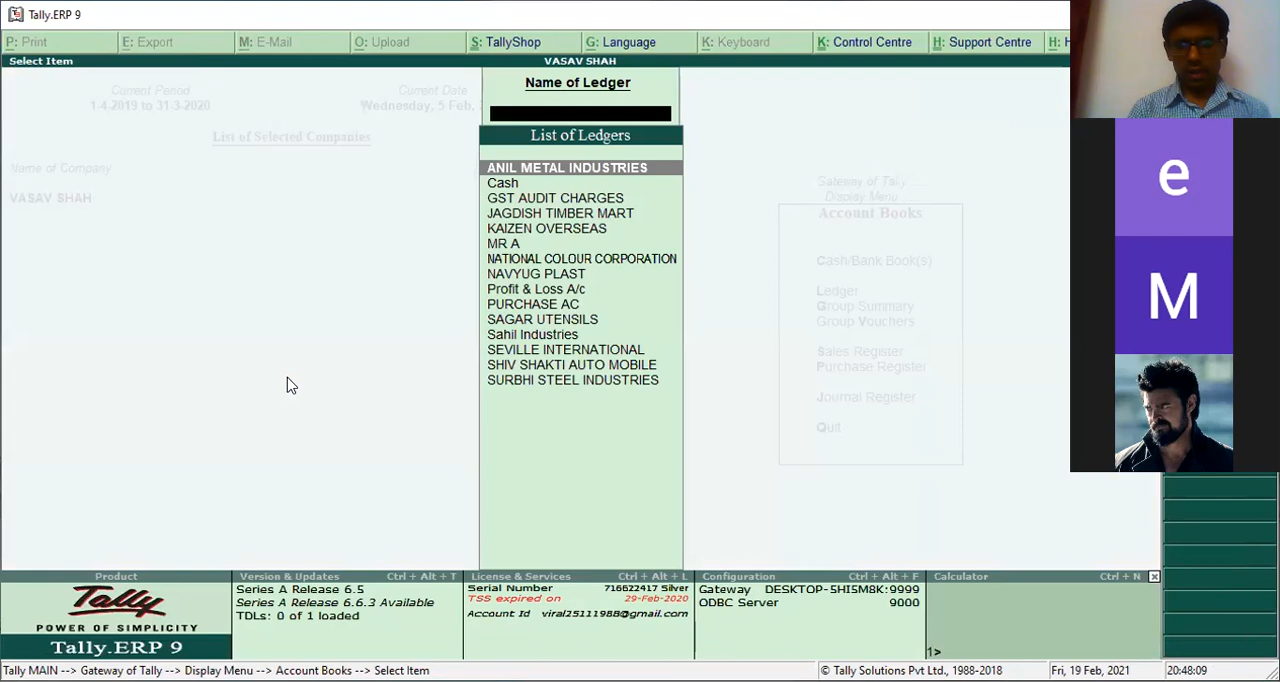 Tally.ERP 9
P: Print E: Export M: E-Mail O: Upload S: TallyShop G: Language K: Keyboard K: Control Centre H: Support Centre H: H
Select Item VASAV SHAH
Current Period
1-4-2019 to 31-3-2020
Current Date
Wednesday, 5 Feb,
List of Selected Companies
Name of Company
VASAV SHAH
Name of Ledger
List of Ledgers
ANIL METAL INDUSTRIES
Cash
GST AUDIT CHARGES
JAGDISH TIMBER MART
KAIZEN OVERSEAS
MR A
NATIONAL COLOUR CORPORATION
NAVYUG PLAST
Profit & Loss A/c
PURCHASE AC
SAGAR UTENSILS
Sahil Industries
SEVILLE INTERNATIONAL
SHIV SHAKTI AUTO MOBILE
SURBHI STEEL INDUSTRIES
Gateway of Tally......
Display Menu
Account Books
Cash/Bank Book(s)
Ledger
Group Summary
Group Vouchers
Sales Register
Purchase Register
Journal Register
Quit
e
M
Product
Tally
POWER OF SIMPLICITY
Tally.ERP 9
Version & Updates Ctrl + Alt + T
Series A Release 6.5
Series A Release 6.6.3 Available
TDLs: 0 of 1 loaded
License & Services Ctrl + Alt + L
Serial Number 716622417 Silver
TSS expired on 29-Feb-2020
Account Id viral25111988@gmail.com
Configuration Ctrl + Alt + F
Gateway DESKTOP-5HI5M8K:9999
ODBC Server 9000
Calculator Ctrl + N
1>
Tally MAIN --> Gateway of Tally --> Display Menu --> Account Books --> Select Item © Tally Solutions Pvt Ltd., 1988-2018 Fri, 19 Feb, 2021 20:48:09